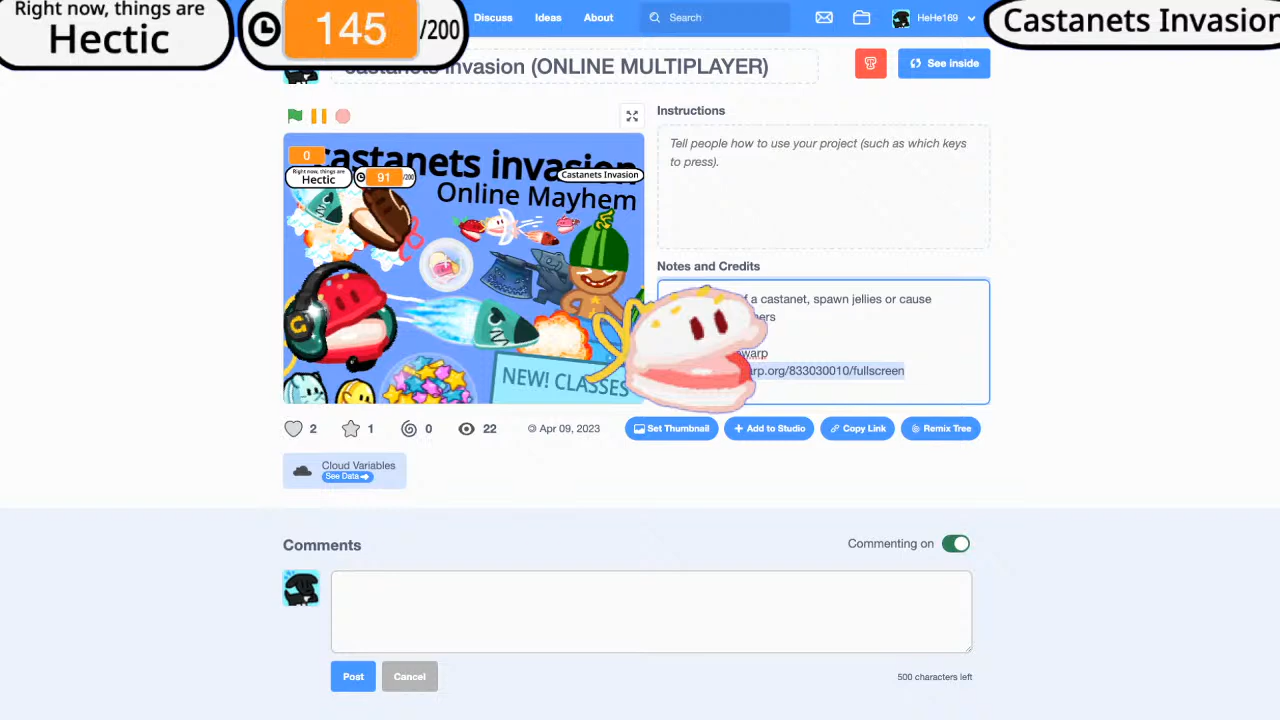 Right now, things are
Hectic
145
/200
Castanets Invasion
Discuss
Ideas
About
Search
HeHe169
castanets invasion (ONLINE MULTIPLAYER)
See inside
0
castanets invasion
Online Mayhem
Right now, things are
Hectic
91
/200
Castanets Invasion
NEW! CLASSES
Instructions
Tell people how to use your project (such as which keys
to press).
Notes and Credits
a castanet, spawn jellies or cause
warp
.org/833030010/fullscreen
2
1
0
22
© Apr 09, 2023
Set Thumbnail
Add to Studio
Copy Link
Remix Tree
Cloud Variables
See Data
Comments
Commenting on
Post
Cancel
500 characters left